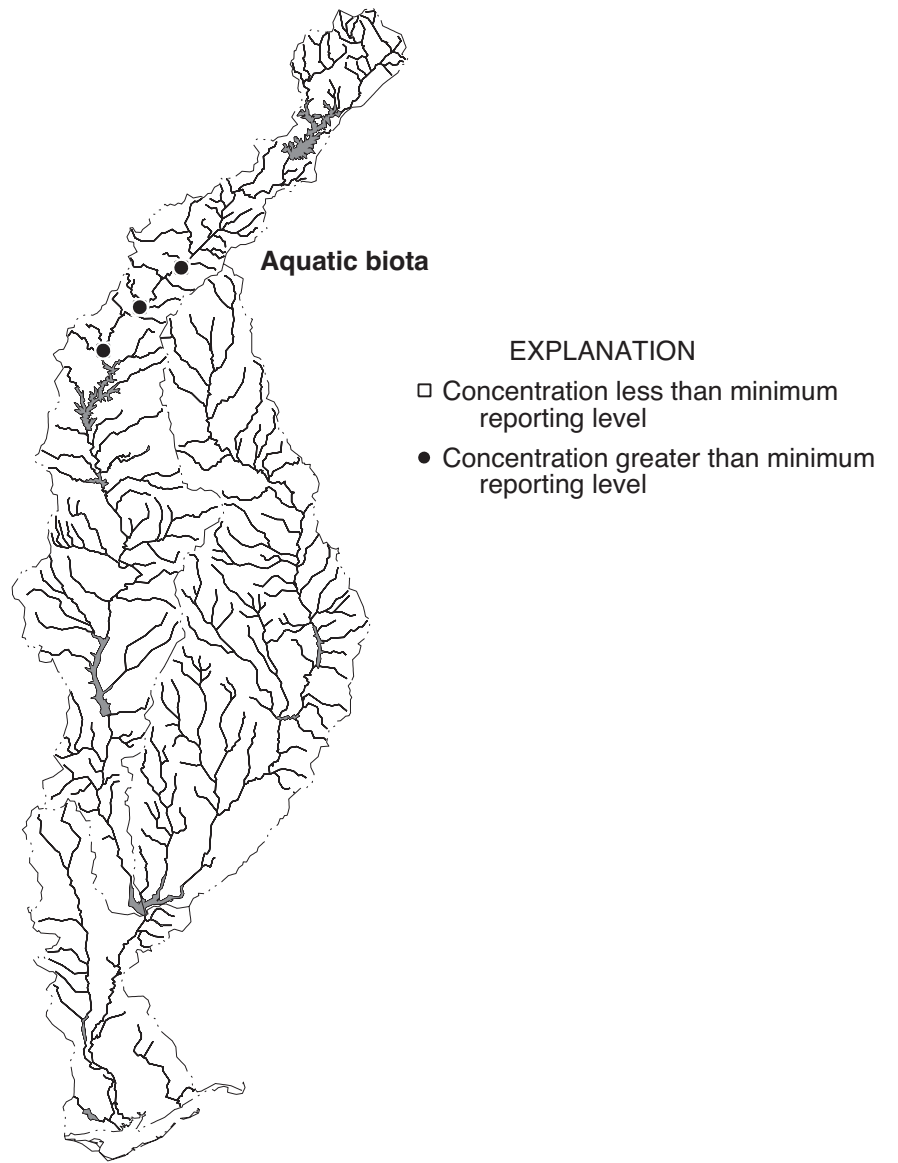 Aquatic biota
EXPLANATION
Concentration less than minimum
reporting level
Concentration greater than minimum
reporting level